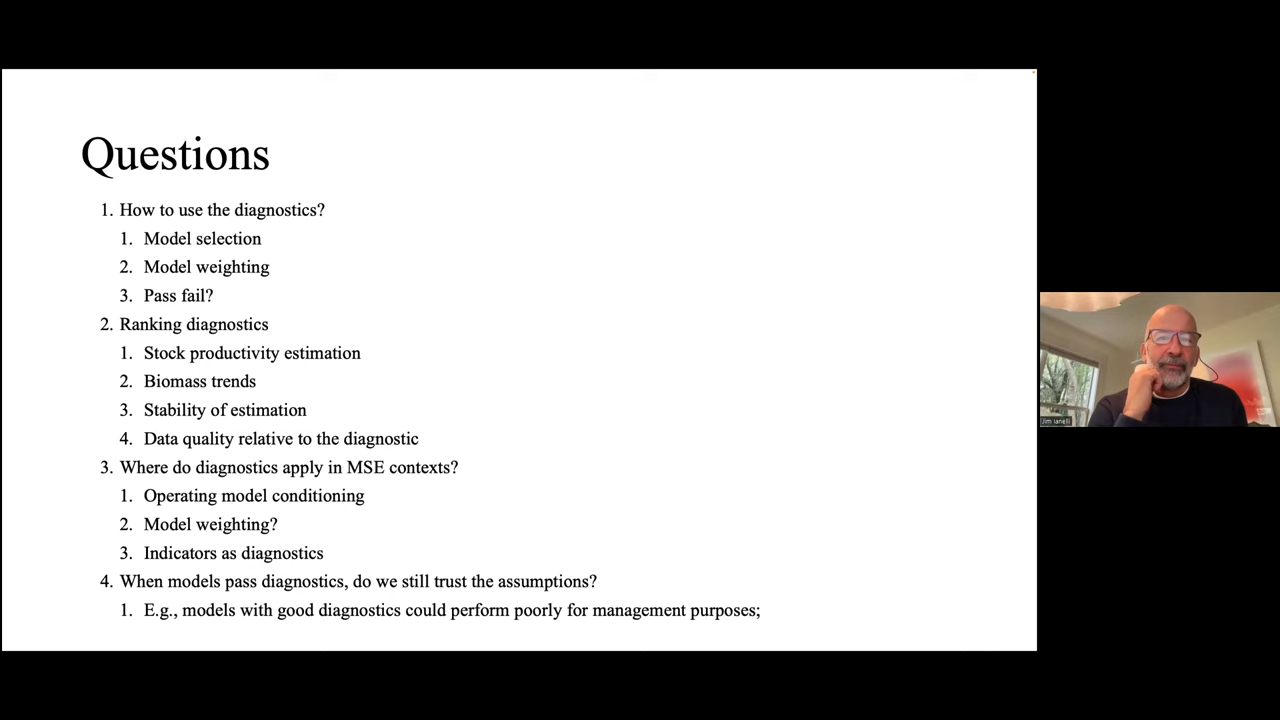 Questions
1. How to use the diagnostics?
1. Model selection
2. Model weighting
3. Pass fail?
2. Ranking diagnostics
1. Stock productivity estimation
2. Biomass trends
3. Stability of estimation
4. Data quality relative to the diagnostic
3. Where do diagnostics apply in MSE contexts?
1. Operating model conditioning
2. Model weighting?
3. Indicators as diagnostics
4. When models pass diagnostics, do we still trust the assumptions?
1. E.g., models with good diagnostics could perform poorly for management purposes;
Jim Ianelli